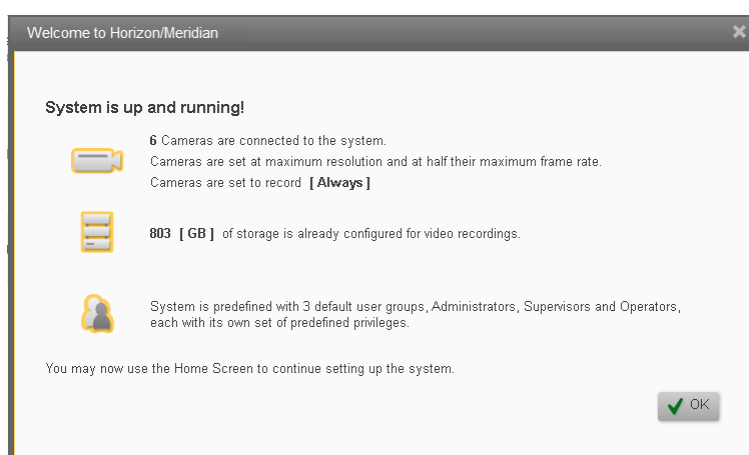 Welcome to Horizon/Meridian
System is up and running!
6 Cameras are connected to the system.
Cameras are set at maximum resolution and at half their maximum frame rate.
Cameras are set to record [ Always ]
803 [ GB ] of storage is already configured for video recordings.
System is predefined with 3 default user groups, Administrators, Supervisors and Operators,
each with its own set of predefined privileges.
You may now use the Home Screen to continue setting up the system.
OK